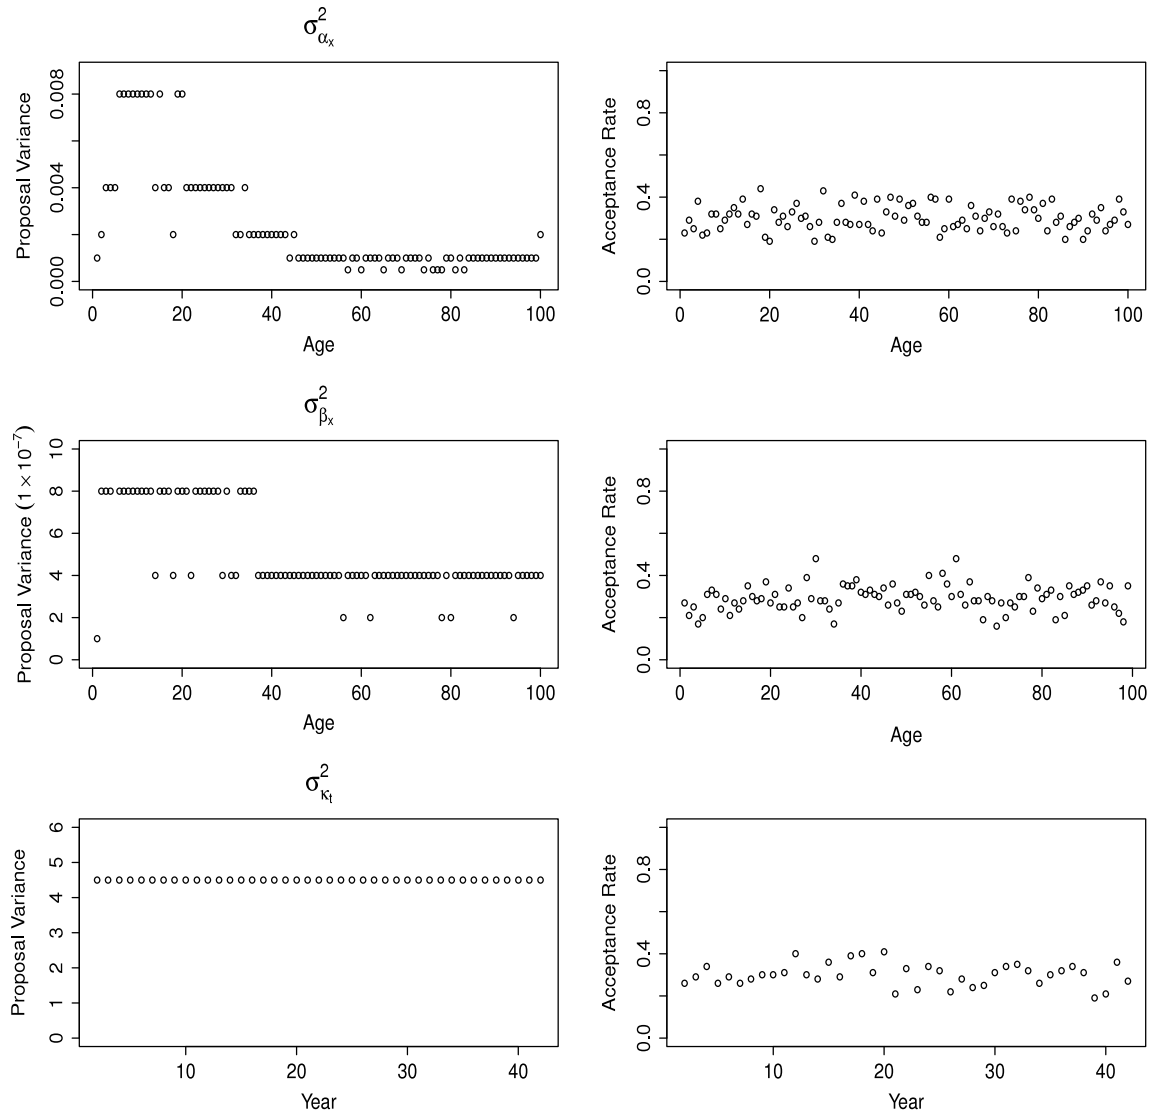 σ²αₓ
Proposal Variance
0.000 0.004 0.008
0 20 40 60 80 100
Age
Acceptance Rate
0.0 0.4 0.8
0 20 40 60 80 100
Age
σ²βₓ
Proposal Variance (1 × 10⁻⁷)
0 2 4 6 8 10
0 20 40 60 80 100
Age
Acceptance Rate
0.0 0.4 0.8
0 20 40 60 80 100
Age
σ²κₜ
Proposal Variance
0 1 2 3 4 5 6
10 20 30 40
Year
Acceptance Rate
0.0 0.4 0.8
10 20 30 40
Year